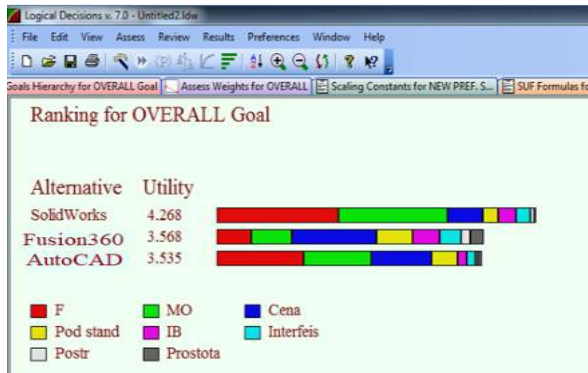 Logical Decisions v. 7.0 - Untitled2.ldw
File Edit View Assess Review Results Preferences Window Help
Goals Hierarchy for OVERALL Goal Assess Weights for OVERALL Scaling Constants for NEW PREF. S... SUF Formulas fo
Ranking for OVERALL Goal
Alternative Utility
SolidWorks 4.268
Fusion360 3.568
AutoCAD 3.535
F MO Cena
Pod stand IB Interfeis
Postr Prostota